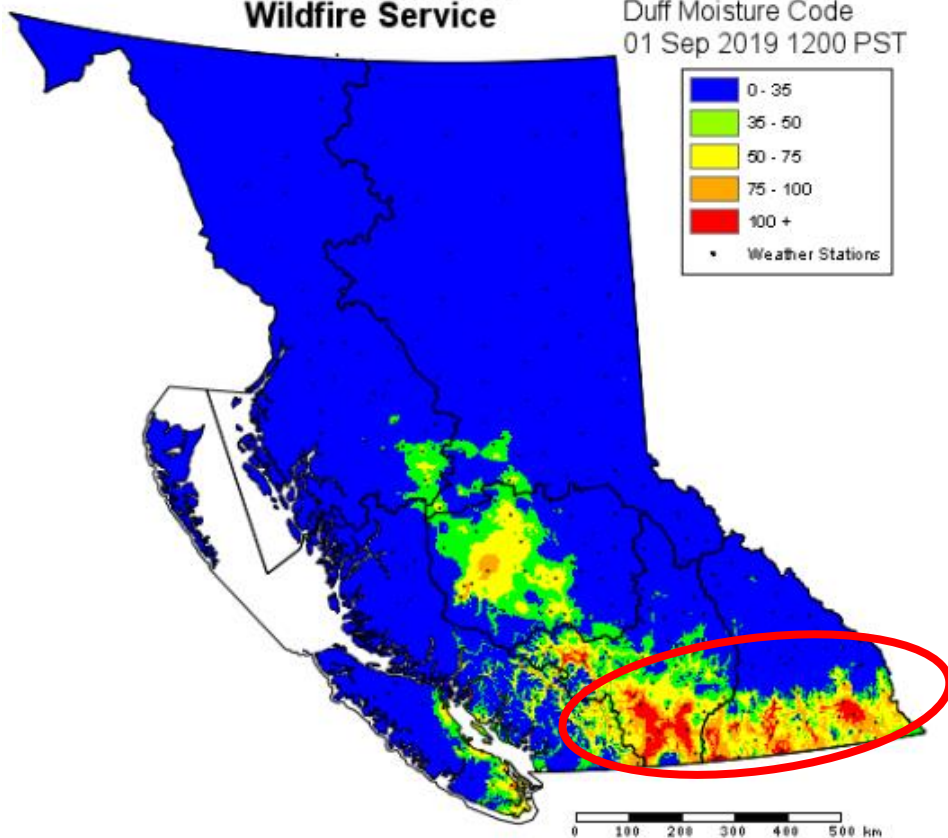 Wildfire Service
Duff Moisture Code
01 Sep 2019 1200 PST
0 - 35
35 - 50
50 - 75
75 - 100
100 +
Weather Stations
0 100 200 300 400 500 km